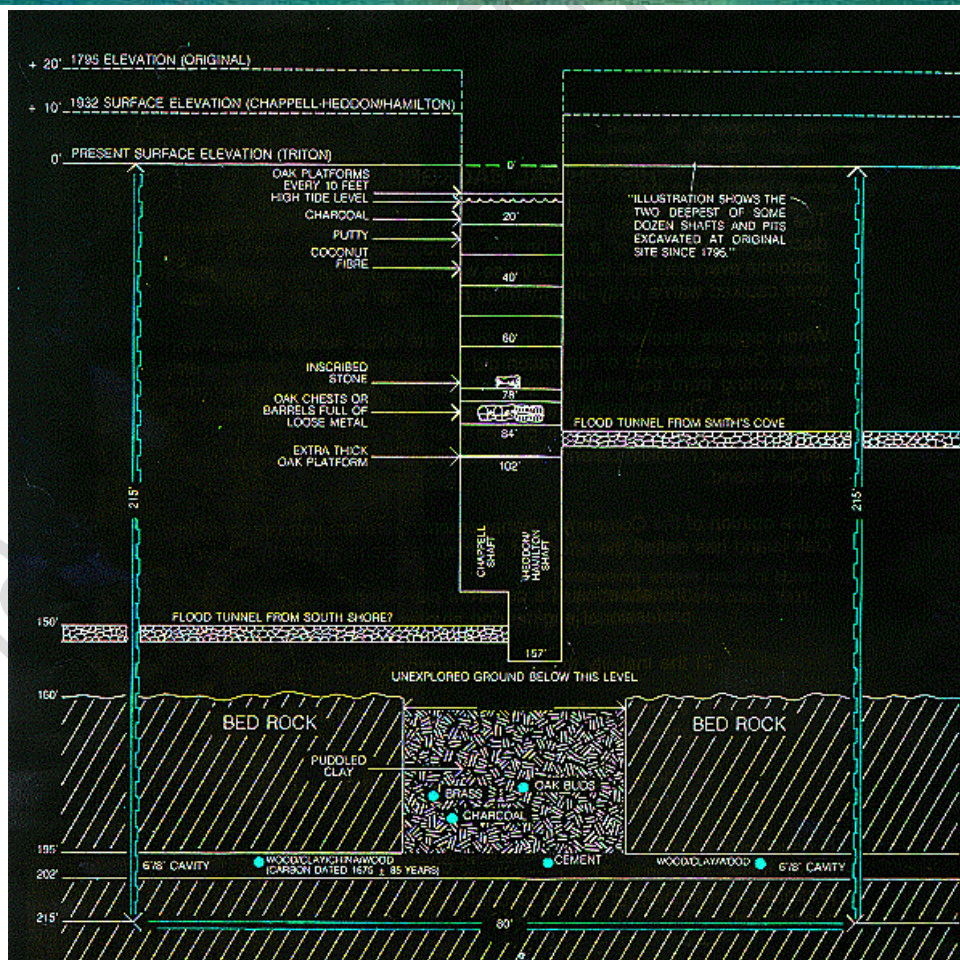 + 20' 1795 ELEVATION (ORIGINAL)
+ 10' 1932 SURFACE ELEVATION (CHAPPELL-HEDDON/HAMILTON)
0' PRESENT SURFACE ELEVATION (TRITON)
0'
OAK PLATFORMS
EVERY 10 FEET
HIGH TIDE LEVEL
CHARCOAL
20'
PUTTY
COCONUT
FIBRE
40'
"ILLUSTRATION SHOWS THE
TWO DEEPEST OF SOME
DOZEN SHAFTS AND PITS
EXCAVATED AT ORIGINAL
SITE SINCE 1795."
60'
INSCRIBED
STONE
78'
OAK CHESTS OR
BARRELS FULL OF
LOOSE METAL
84'
FLOOD TUNNEL FROM SMITH'S COVE
EXTRA THICK
OAK PLATFORM
102'
215'
215'
CHAPPELL
SHAFT
HEDDON/
HAMILTON
SHAFT
150'
FLOOD TUNNEL FROM SOUTH SHORE?
157'
UNEXPLORED GROUND BELOW THIS LEVEL
160'
BED ROCK
BED ROCK
PUDDLED
CLAY
BRASS
OAK BUDS
CHARCOAL
195'
6'/8' CAVITY
WOOD/CLAY/CHINA/WOOD
(CARBON DATED 1575 ± 85 YEARS)
CEMENT
WOOD/CLAY/WOOD
6'/8' CAVITY
202'
215'
80'